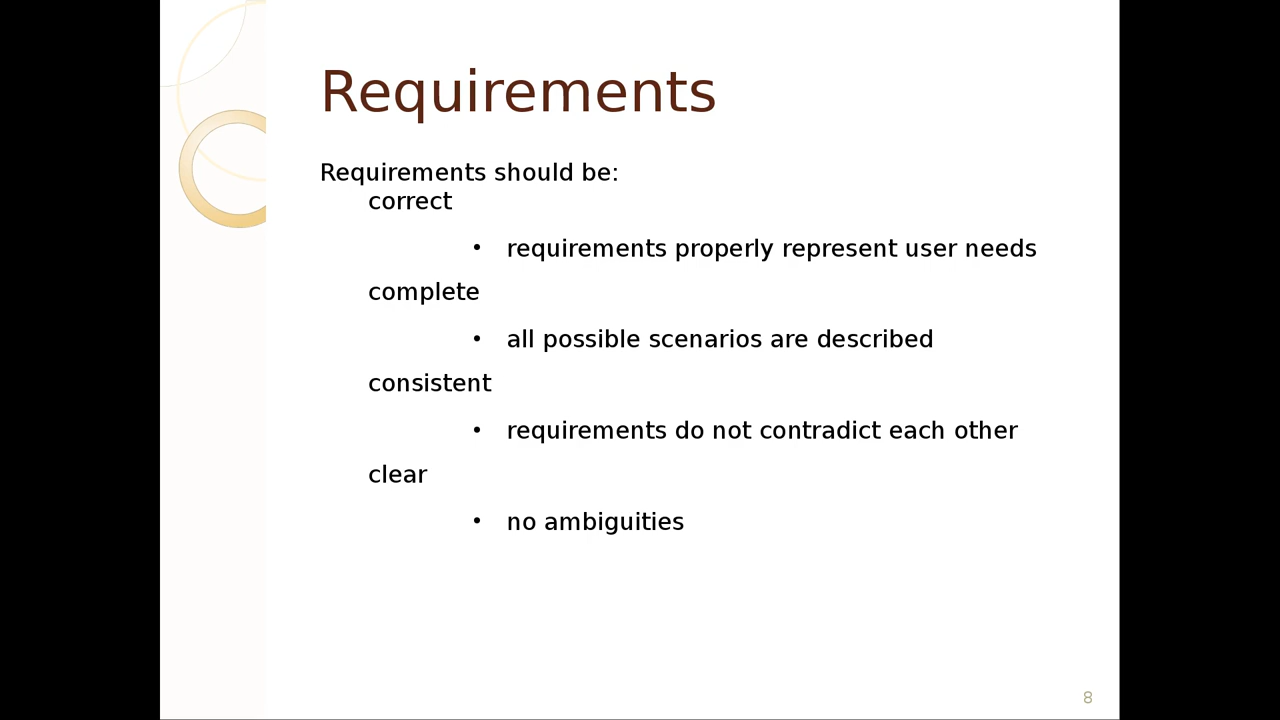 Requirements
Requirements should be:
correct
• requirements properly represent user needs
complete
• all possible scenarios are described
consistent
• requirements do not contradict each other
clear
• no ambiguities
8